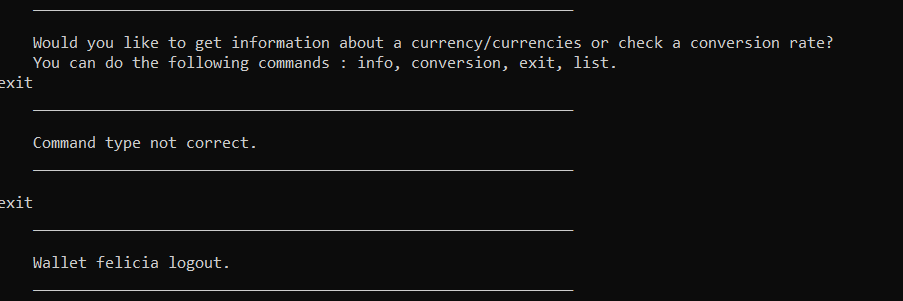 Would you like to get information about a currency/currencies or check a conversion rate?
You can do the following commands : info, conversion, exit, list.
exit
Command type not correct.
exit
Wallet felicia logout.